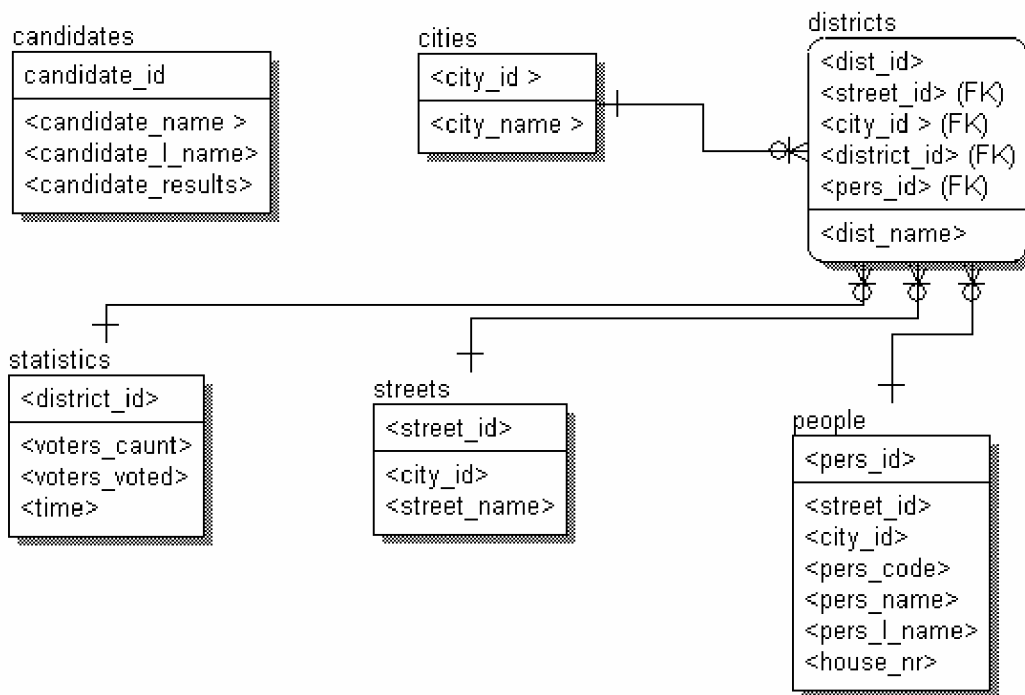 candidates
candidate_id
<candidate_name >
<candidate_l_name>
<candidate_results>
cities
<city_id >
<city_name >
districts
<dist_id>
<street_id> (FK)
<city_id > (FK)
<district_id> (FK)
<pers_id> (FK)
<dist_name>
statistics
<district_id>
<voters_caunt>
<voters_voted>
<time>
streets
<street_id>
<city_id>
<street_name>
people
<pers_id>
<street_id>
<city_id>
<pers_code>
<pers_name>
<pers_l_name>
<house_nr>